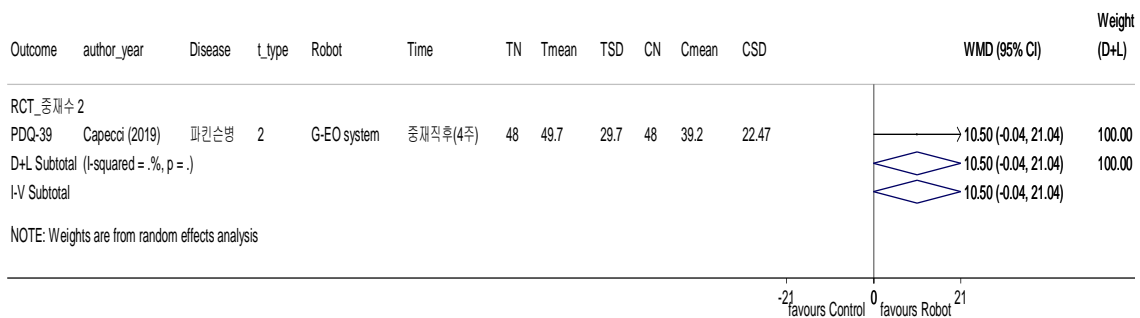 Weight
Outcome author_year Disease t_type Robot Time TN Tmean TSD CN Cmean CSD WMD (95% CI) (D+L)
RCT_중재수 2
PDQ-39 Capecci (2019) 파킨슨병 2 G-EO system 중재직후(4주) 48 49.7 29.7 48 39.2 22.47 10.50 (-0.04, 21.04) 100.00
D+L Subtotal (I-squared = .%, p = .) 10.50 (-0.04, 21.04) 100.00
I-V Subtotal 10.50 (-0.04, 21.04)
NOTE: Weights are from random effects analysis
-21 0 21
favours Control favours Robot